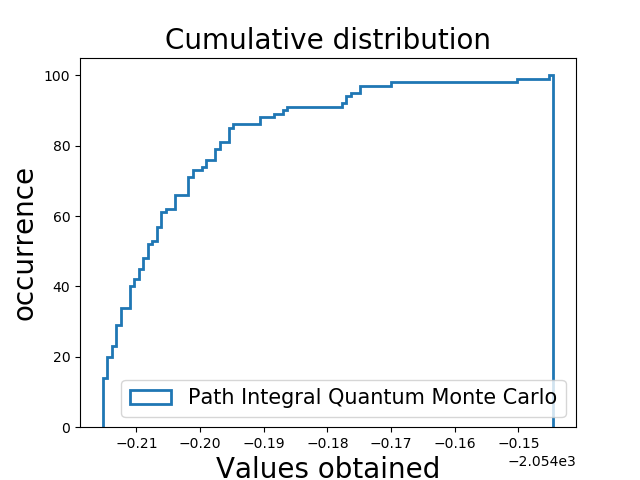 Cumulative distribution
occurrence
100
80
60
40
20
0
Path Integral Quantum Monte Carlo
−0.21 −0.20 −0.19 −0.18 −0.17 −0.16 −0.15
−2.054e3
Values obtained